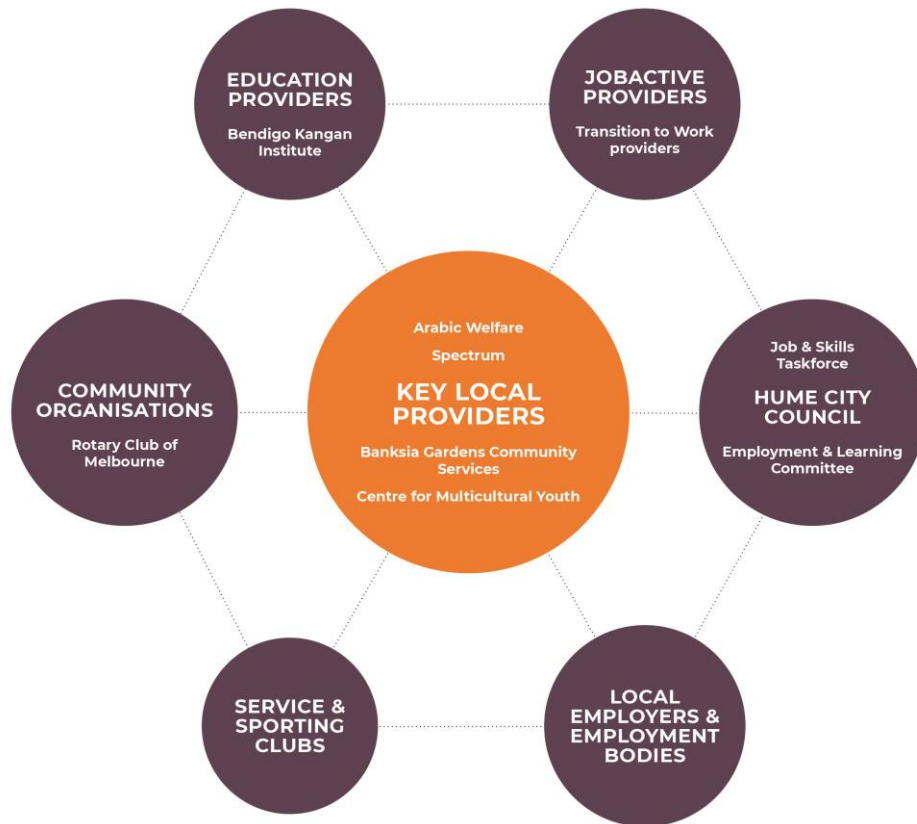 EDUCATION
PROVIDERS
Bendigo Kangan
Institute
JOBACTIVE
PROVIDERS
Transition to Work
providers
COMMUNITY
ORGANISATIONS
Rotary Club of
Melbourne
Arabic Welfare
Spectrum
KEY LOCAL
PROVIDERS
Banksia Gardens Community
Services
Centre for Multicultural Youth
Job & Skills
Taskforce
HUME CITY
COUNCIL
Employment & Learning
Committee
SERVICE &
SPORTING
CLUBS
LOCAL
EMPLOYERS &
EMPLOYMENT
BODIES